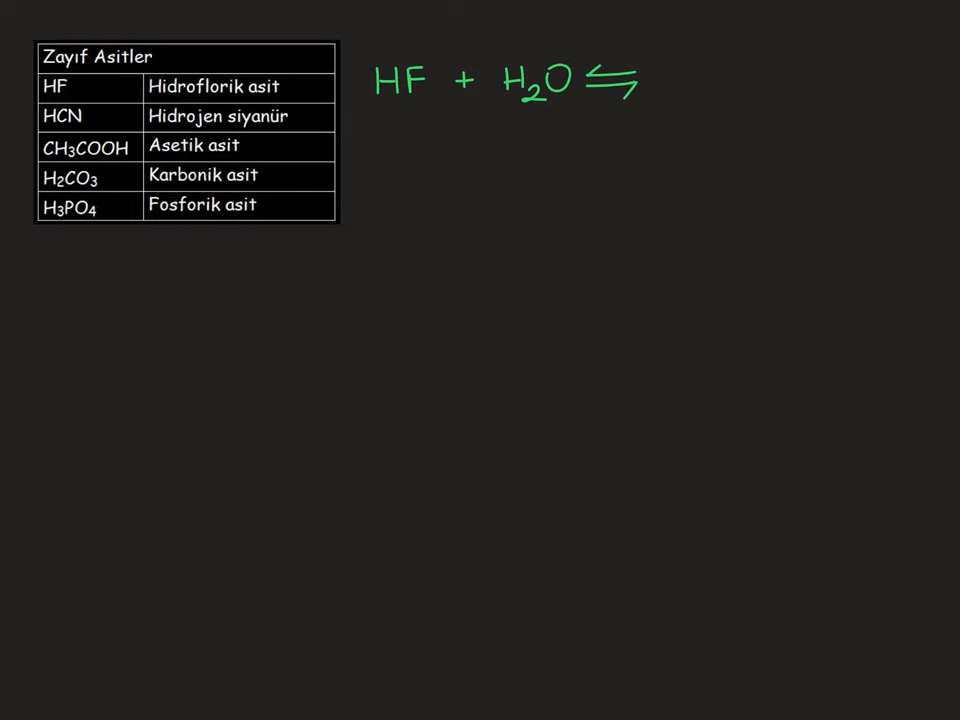 Zayıf Asitler
HF Hidroflorik asit
HCN Hidrojen siyanür
CH₃COOH Asetik asit
H₂CO₃ Karbonik asit
H₃PO₄ Fosforik asit
HF + H₂O ⇌